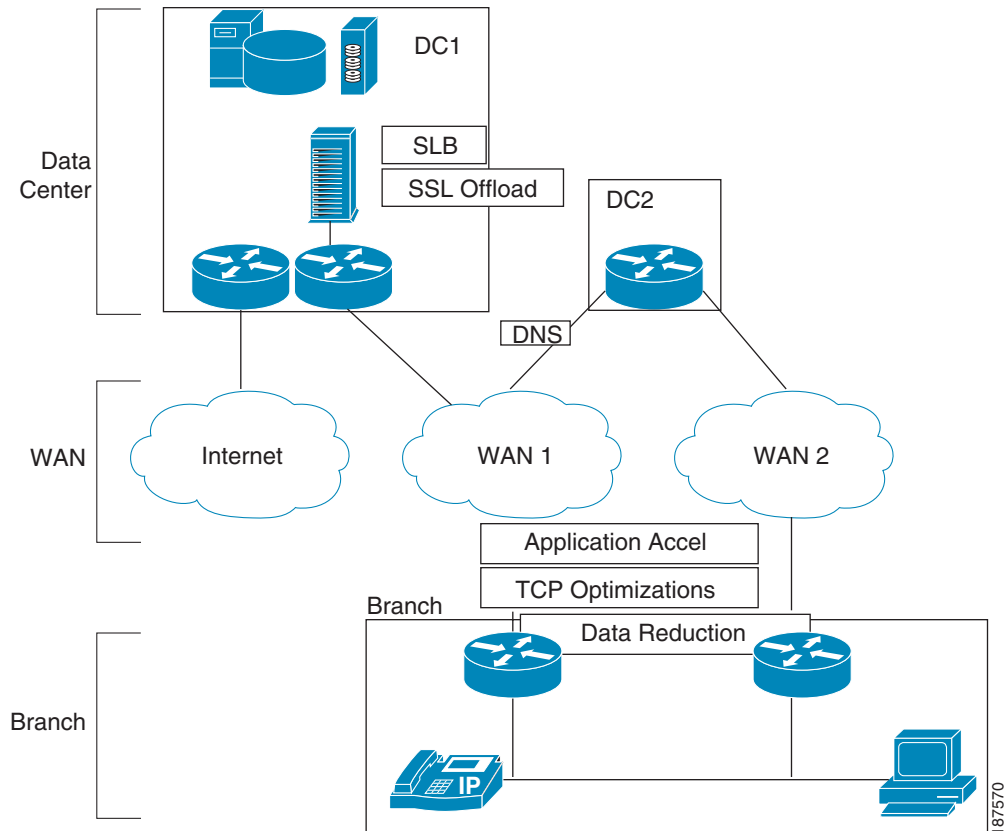 DC1
SLB
SSL Offload
Data
Center
DC2
DNS
WAN
Internet
WAN 1
WAN 2
Application Accel
TCP Optimizations
Branch
Data Reduction
Branch
IP
187570